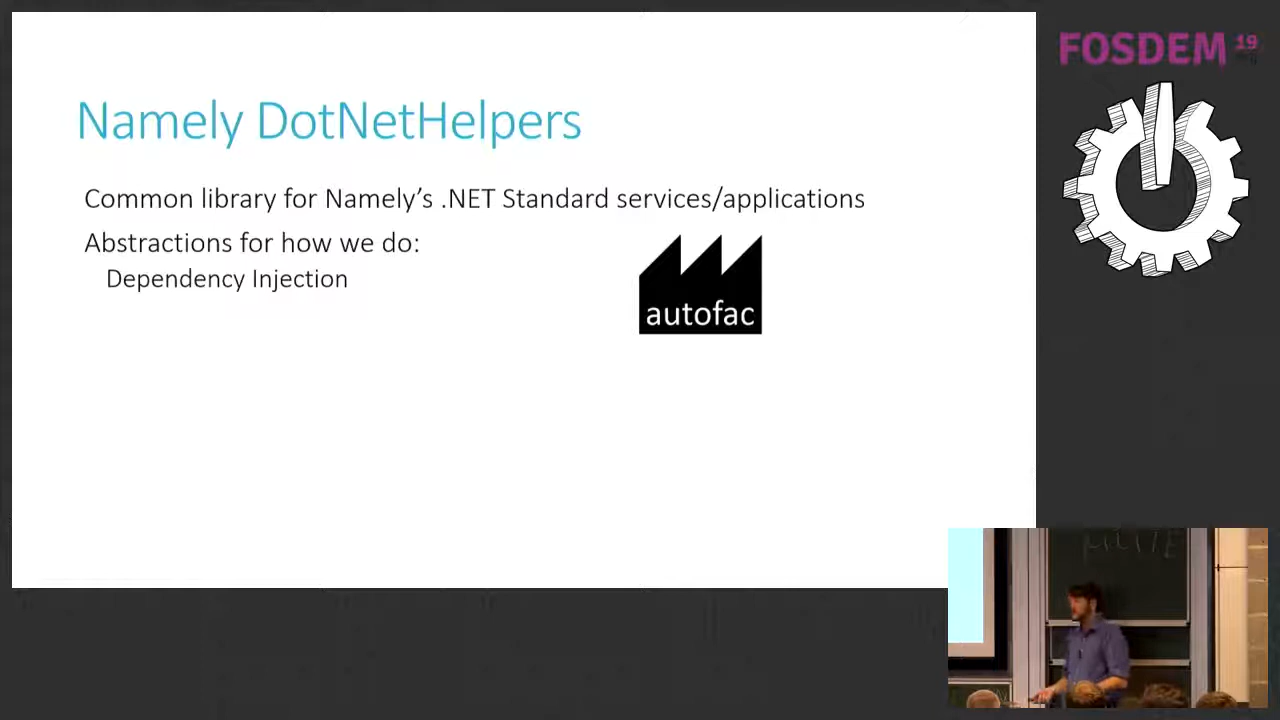 Namely DotNetHelpers
Common library for Namely's .NET Standard services/applications
Abstractions for how we do:
Dependency Injection
autofac
FOSDEM 19